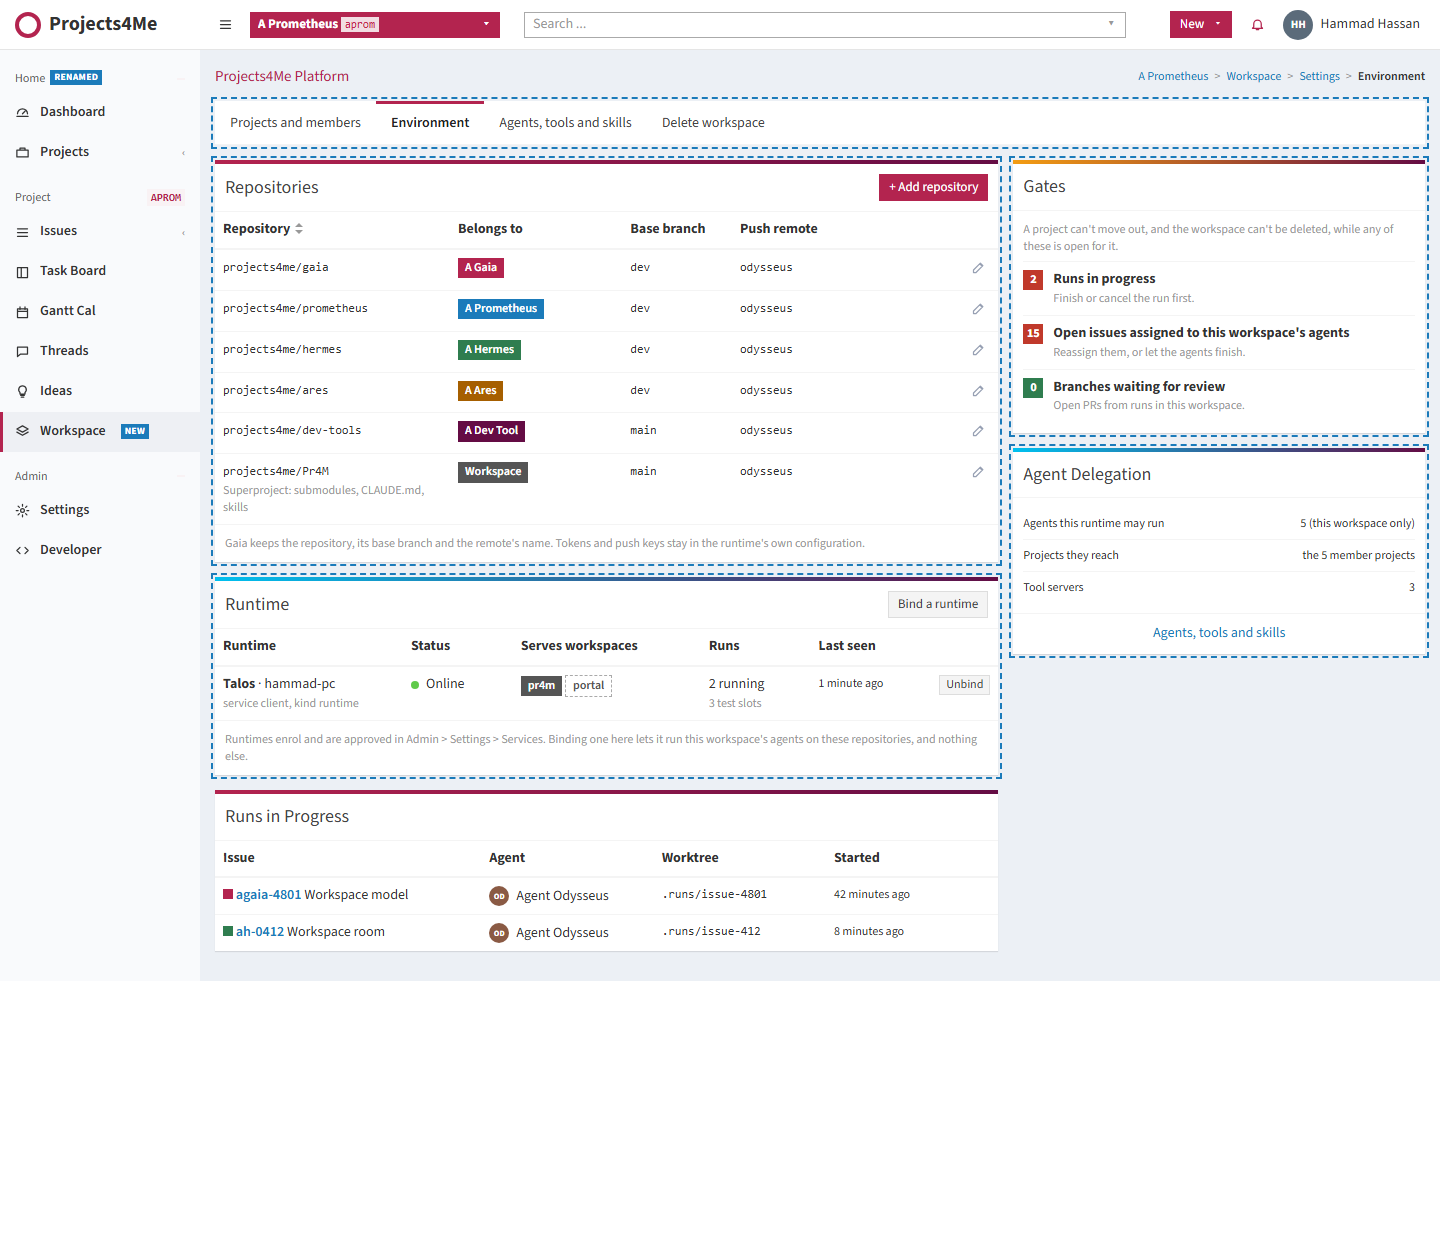 Projects4Me
A Prometheus aprom
Search ...
New
HH Hammad Hassan
Home RENAMED
Dashboard
Projects
Project APROM
Issues
Task Board
Gantt Cal
Threads
Ideas
Workspace NEW
Admin
Settings
Developer
Projects4Me Platform
A Prometheus > Workspace > Settings > Environment
Projects and members Environment Agents, tools and skills Delete workspace
Repositories + Add repository
Repository Belongs to Base branch Push remote
projects4me/gaia A Gaia dev odysseus
projects4me/prometheus A Prometheus dev odysseus
projects4me/hermes A Hermes dev odysseus
projects4me/ares A Ares dev odysseus
projects4me/dev-tools A Dev Tool main odysseus
projects4me/Pr4M Workspace main odysseus
Superproject: submodules, CLAUDE.md,
skills
Gaia keeps the repository, its base branch and the remote's name. Tokens and push keys stay in the runtime's own configuration.
Runtime Bind a runtime
Runtime Status Serves workspaces Runs Last seen
Talos · hammad-pc Online pr4m portal 2 running 1 minute ago Unbind
service client, kind runtime 3 test slots
Runtimes enrol and are approved in Admin > Settings > Services. Binding one here lets it run this workspace's agents on these repositories, and nothing
else.
Runs in Progress
Issue Agent Worktree Started
agaia-4801 Workspace model OD Agent Odysseus .runs/issue-4801 42 minutes ago
ah-0412 Workspace room OD Agent Odysseus .runs/issue-412 8 minutes ago
Gates
A project can't move out, and the workspace can't be deleted, while any of
these is open for it.
2 Runs in progress
Finish or cancel the run first.
15 Open issues assigned to this workspace's agents
Reassign them, or let the agents finish.
0 Branches waiting for review
Open PRs from runs in this workspace.
Agent Delegation
Agents this runtime may run 5 (this workspace only)
Projects they reach the 5 member projects
Tool servers 3
Agents, tools and skills